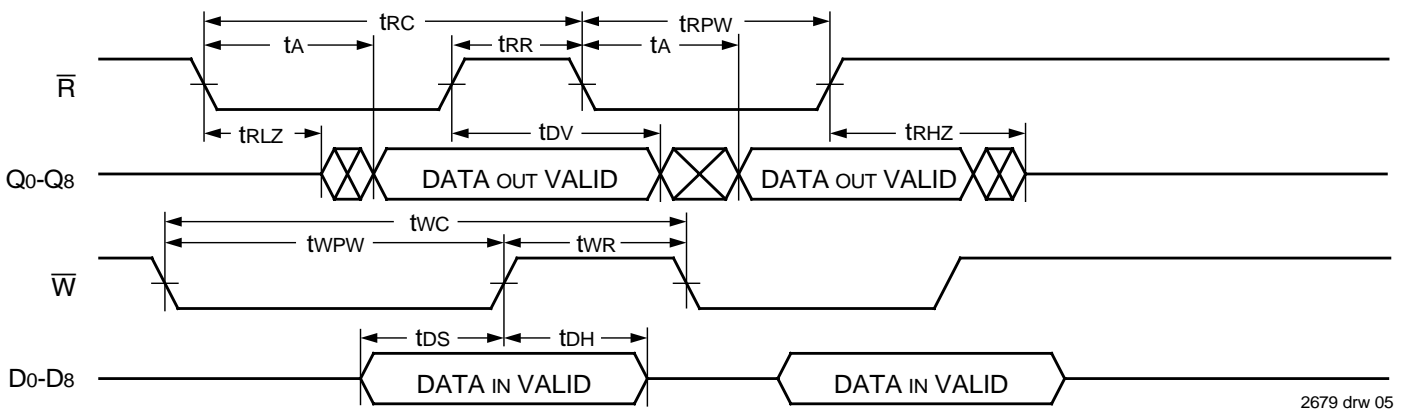 tRC tRPW
tA tRR tA
R̅
tRLZ tDV tRHZ
Q0-Q8 DATA OUT VALID DATA OUT VALID
tWC
tWPW tWR
W̅
tDS tDH
D0-D8 DATA IN VALID DATA IN VALID
2679 drw 05